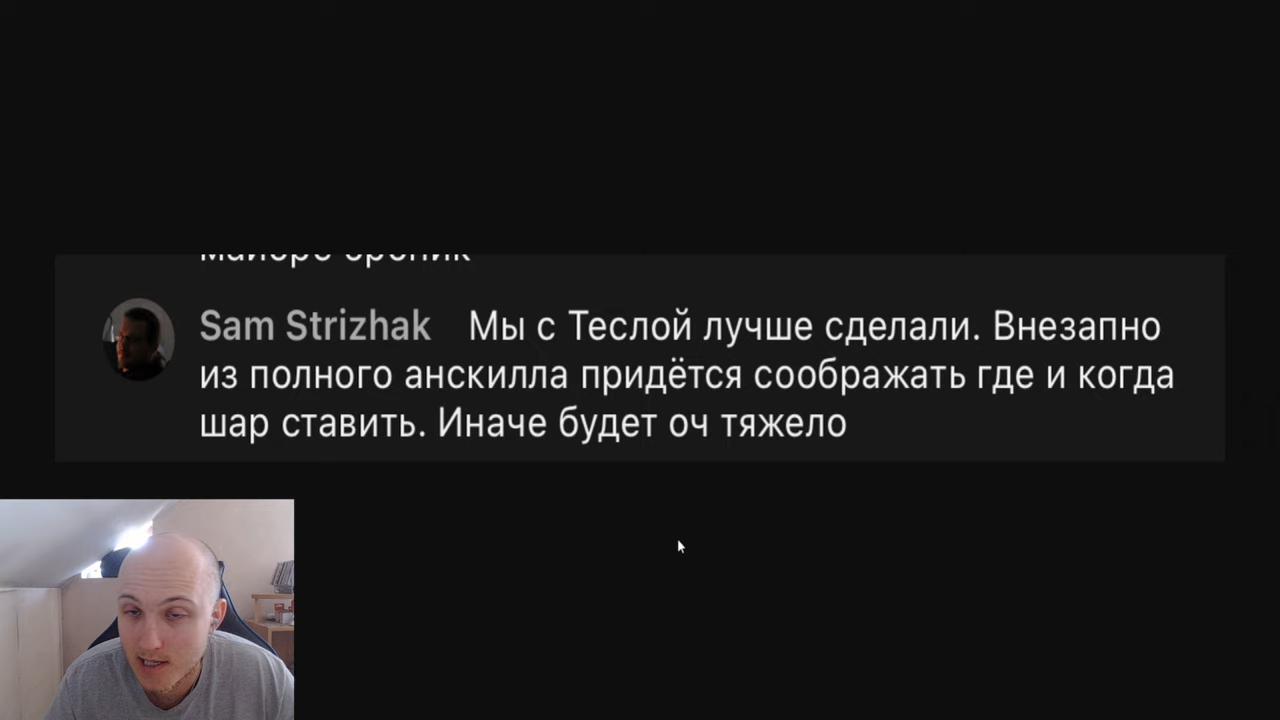 Sam Strizhak Мы с Теслой лучше сделали. Внезапно
из полного анскилла придётся соображать где и когда
шар ставить. Иначе будет оч тяжело